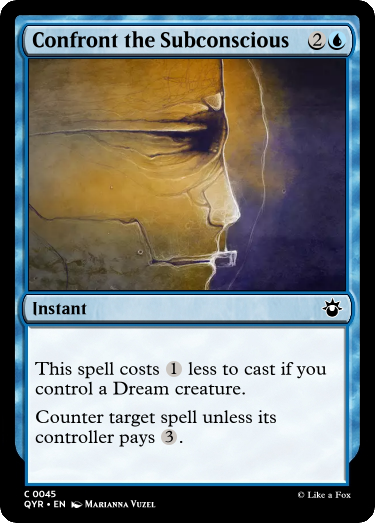 Confront the Subconscious 2
Instant
This spell costs 1 less to cast if you
control a Dream creature.
Counter target spell unless its
controller pays 3.
C 0045
QYR • EN Marianna Vuzel
© Like a Fox